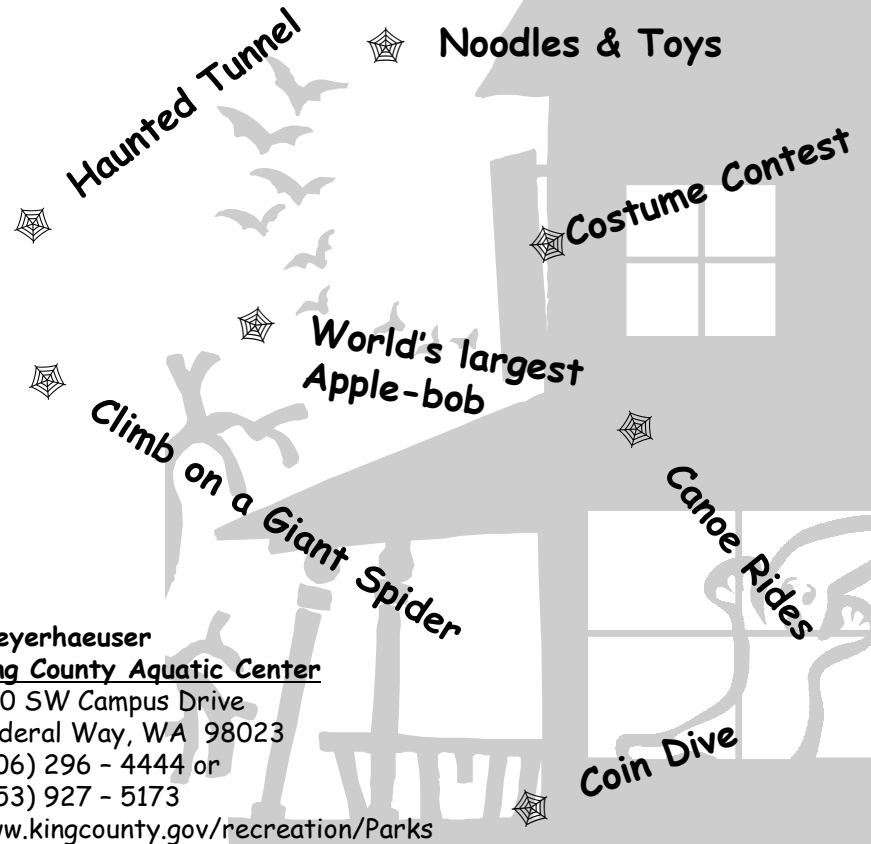 Haunted Tunnel
Noodles & Toys
Costume Contest
World's largest
Apple-bob
Climb on a Giant Spider
Canoe Rides
Coin Dive
eyerhaeuser
ng County Aquatic Center
0 SW Campus Drive
deral Way, WA 98023
06) 296 – 4444 or
53) 927 – 5173
ww.kingcounty.gov/recreation/Parks